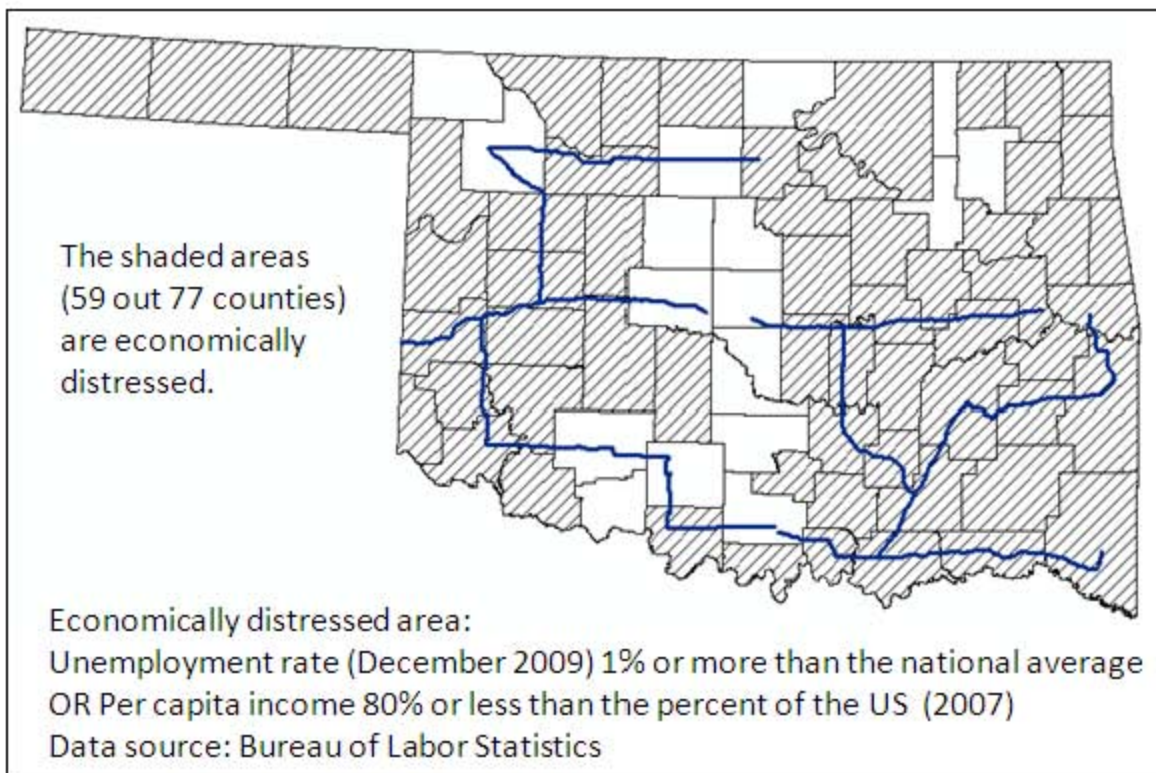 The shaded areas
(59 out 77 counties)
are economically
distressed.
Economically distressed area:
Unemployment rate (December 2009) 1% or more than the national average
OR Per capita income 80% or less than the percent of the US (2007)
Data source: Bureau of Labor Statistics